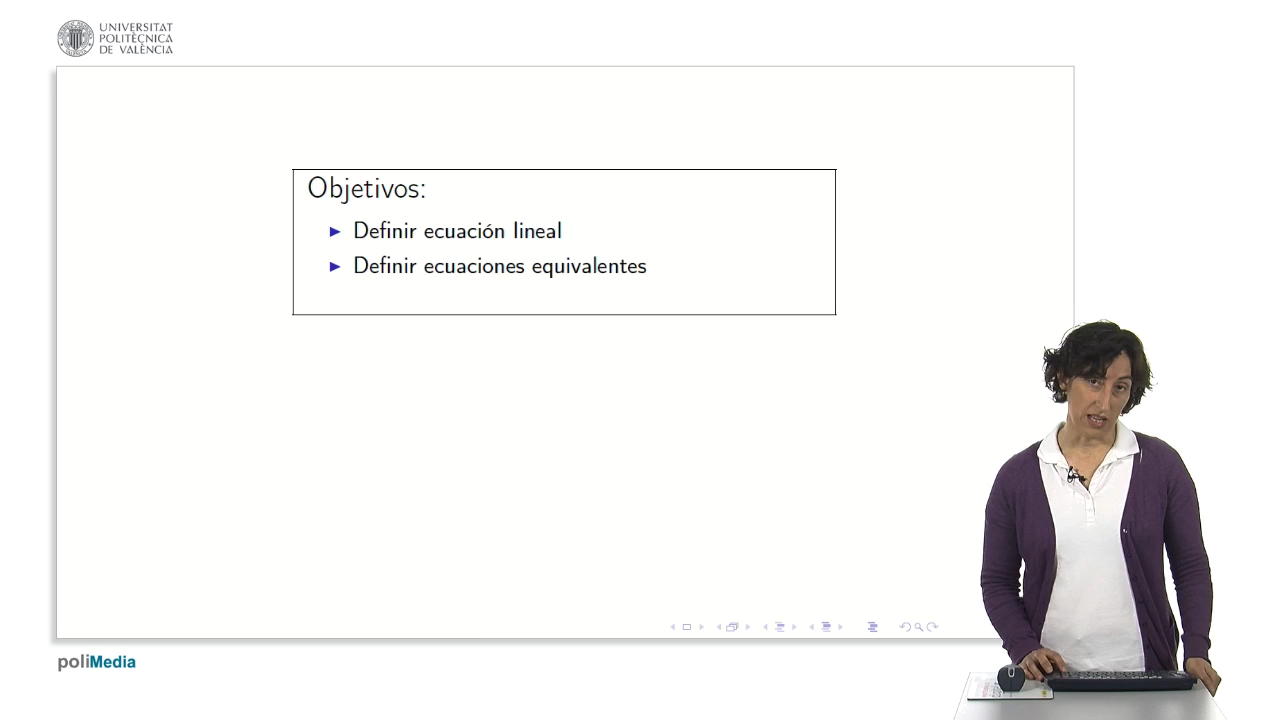 UNIVERSITAT
POLITÈCNICA
DE VALÈNCIA
Objetivos:
Definir ecuación lineal
Definir ecuaciones equivalentes
poliMedia